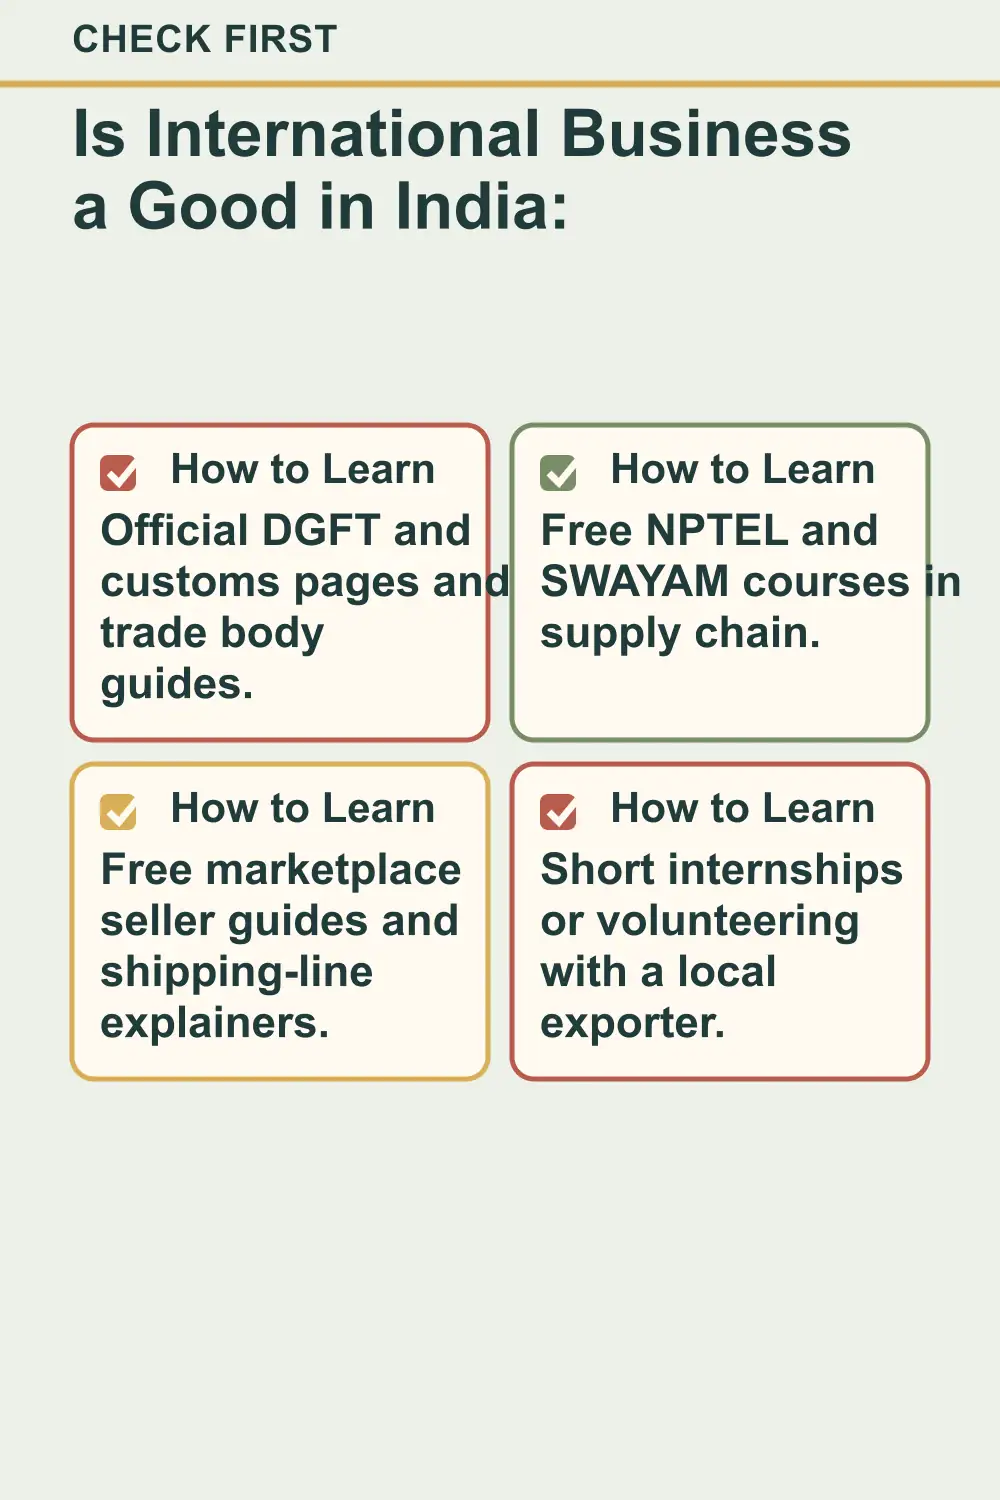 CHECK FIRST
Is International Business
a Good in India:
How to Learn
Official DGFT and
customs pages and
trade body
guides.
How to Learn
Free NPTEL and
SWAYAM courses in
supply chain.
How to Learn
Free marketplace
seller guides and
shipping-line
explainers.
How to Learn
Short internships
or volunteering
with a local
exporter.